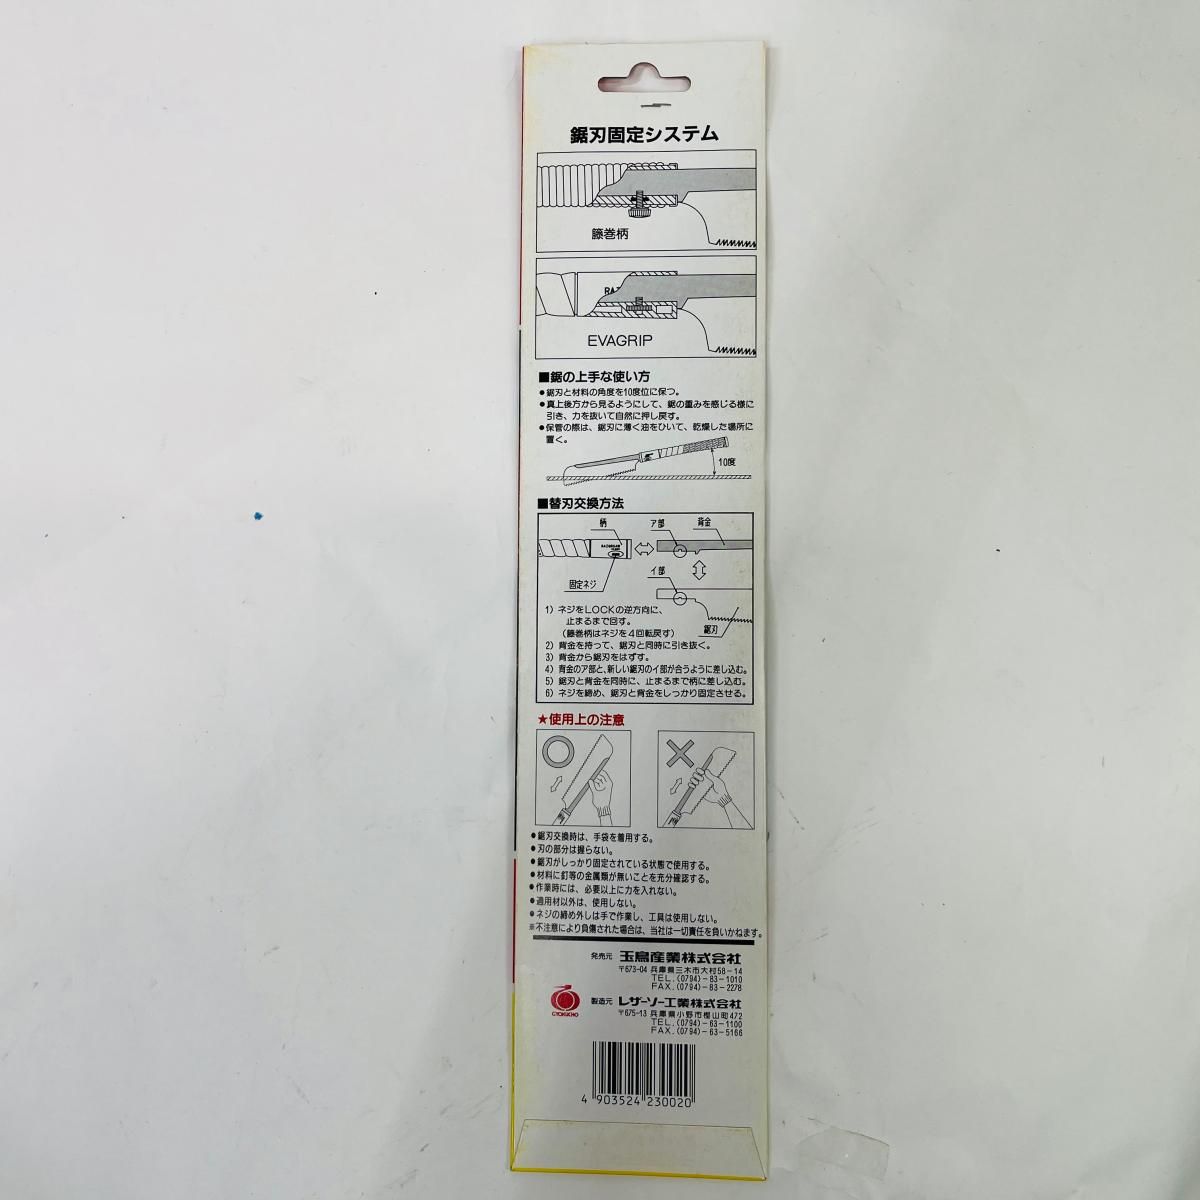 鋸刃固定システム
籐巻柄
EVAGRIP
■鋸の上手な使い方
●鋸刃と材料の角度を10度位に保つ。
●真上後方から見るようにして、鋸の重みを感じる様に
引き、力を抜いて自然に押し戻す。
●保管の際は、鋸刃に薄く油をひいて、乾燥した場所に
置く。
10度
■替刃交換方法
柄
ア部
背金
固定ネジ
イ部
鋸刃
1) ネジをLOCKの逆方向に、
止まるまで回す。
(籐巻柄はネジを4回転戻す)
2) 背金を持って、鋸刃と同時に引き抜く。
3) 背金から鋸刃をはずす。
4) 背金のア部と、新しい鋸刃のイ部が合うように差し込む。
5) 鋸刃と背金を同時に、止まるまで柄に差し込む。
6) ネジを締め、鋸刃と背金をしっかり固定させる。
★使用上の注意
●鋸刃交換時は、手袋を着用する。
●刃の部分は握らない。
●鋸刃がしっかり固定されている状態で使用する。
●材料に釘等の金属類が無いことを充分確認する。
●作業時には、必要以上に力を入れない。
●適用材以外は、使用しない。
●ネジの締め外しは手で作業し、工具は使用しない。
※不注意により負傷された場合は、当社は一切責任を負いかねます。
発売元 玉鳥産業株式会社
〒673-04 兵庫県三木市大村58-14
TEL.(0794)-83-1010
FAX.(0794)-83-2278
GYOKUCHO
製造元 レザーソー工業株式会社
〒675-13 兵庫県小野市樫山町472
TEL.(0794)-63-1100
FAX.(0794)-63-5166
4 903524 230020